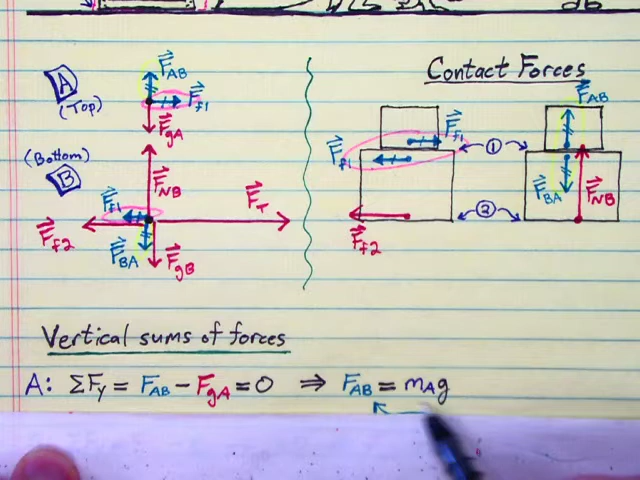 A
(Top)
F⃗AB
F⃗f1
F⃗gA
(Bottom)
B
F⃗NB
F⃗f1
F⃗T
F⃗f2
F⃗BA
F⃗gB
Contact Forces
F⃗f1
F⃗f1
①
②
F⃗f2
F⃗AB
F⃗BA
F⃗NB
Vertical sums of forces
A: ΣFy = FAB − FgA = 0 ⇒ FAB = mAg